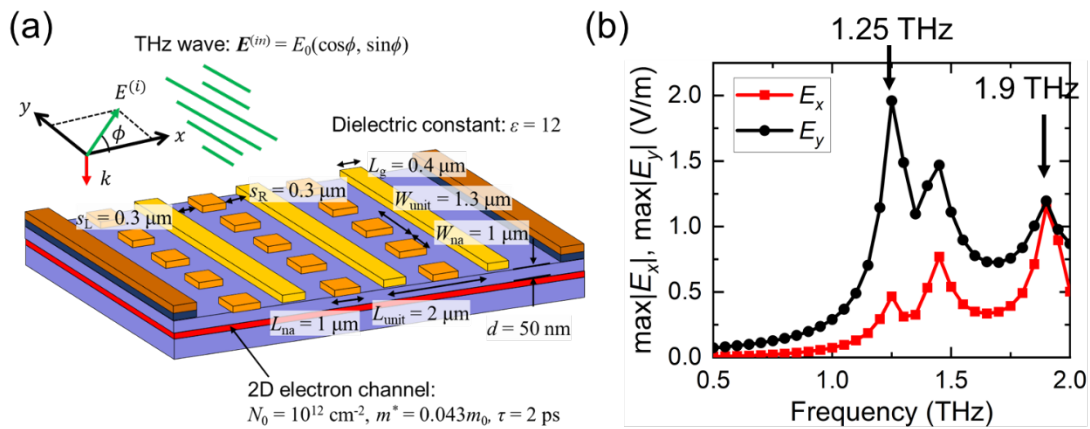 (a)
THz wave: E(in) = E0(cosϕ, sinϕ)
E(i)
y
ϕ
x
k
Dielectric constant: ε = 12
Lg = 0.4 μm
sR = 0.3 μm
Wunit = 1.3 μm
sL = 0.3 μm
Wna = 1 μm
Lna = 1 μm
Lunit = 2 μm
d = 50 nm
2D electron channel:
N0 = 10^12 cm^-2, m* = 0.043m0, τ = 2 ps
(b)
1.25 THz
1.9 THz
Ex
Ey
max|Ex|, max|Ey| (V/m)
2.0
1.5
1.0
0.5
0.0
0.5
1.0
1.5
2.0
Frequency (THz)